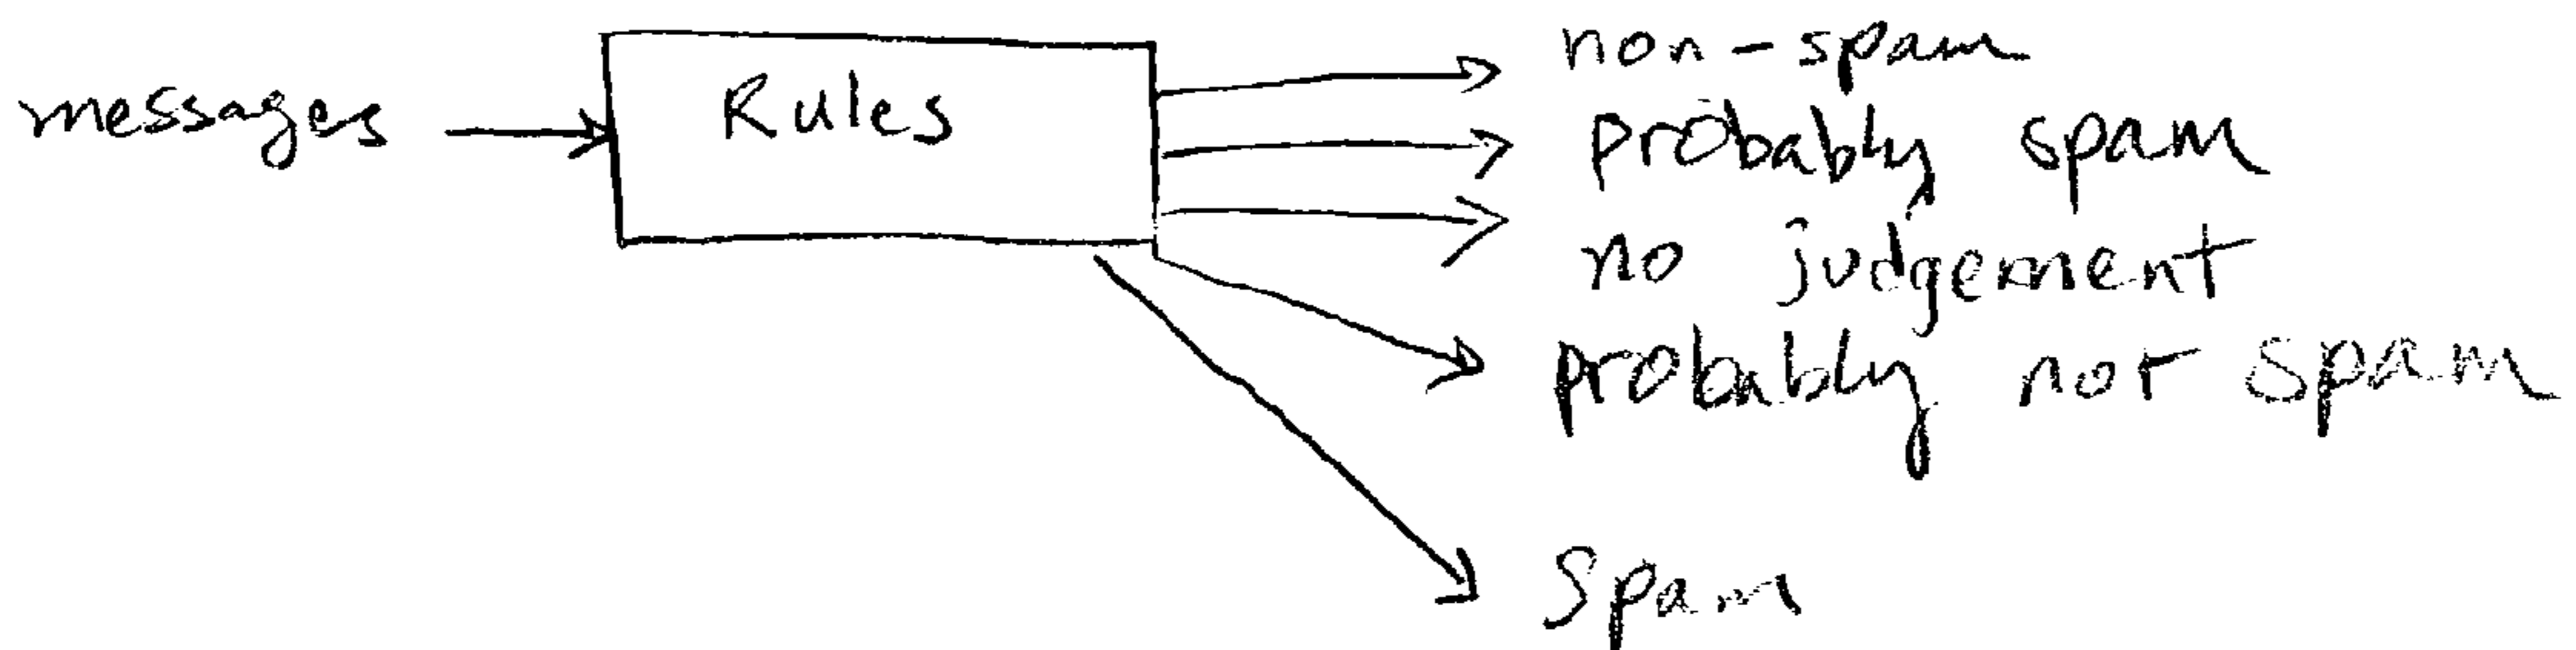 messages
Rules
non-spam
probably spam
no judgement
probably not spam
Spam